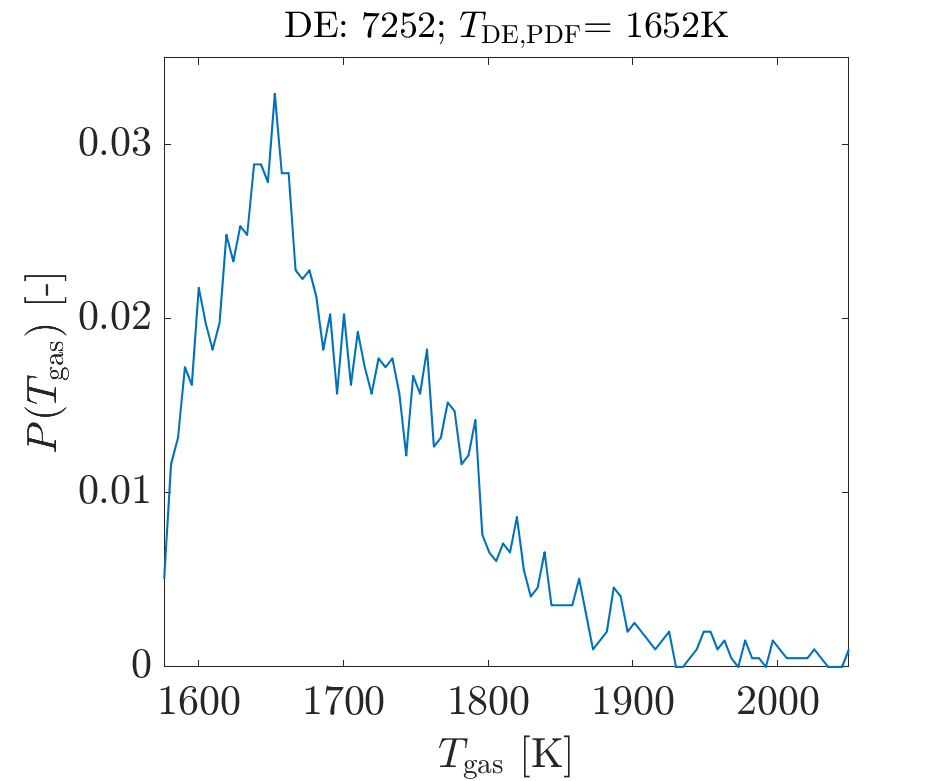 DE: 7252; T_DE,PDF= 1652K
0.03
0.02
0.01
0
P(T_gas) [-]
1600 1700 1800 1900 2000
T_gas [K]